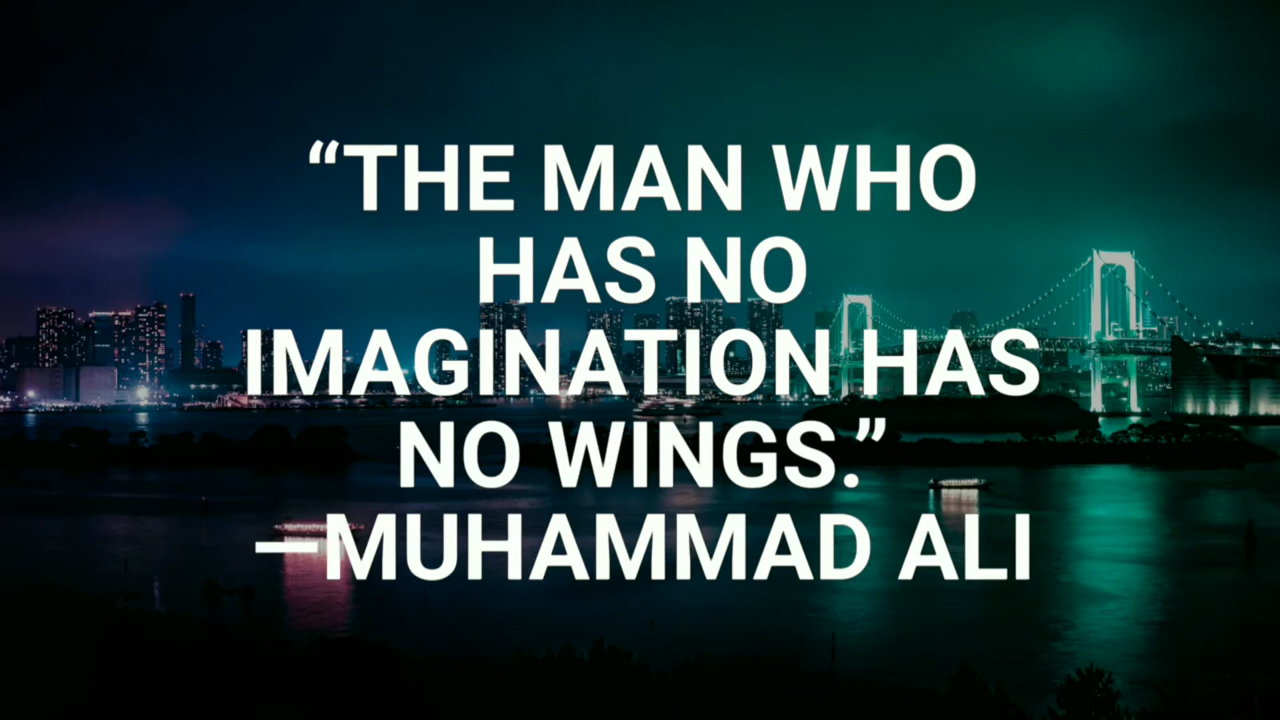 “THE MAN WHO
HAS NO
IMAGINATION HAS
NO WINGS.”
—MUHAMMAD ALI